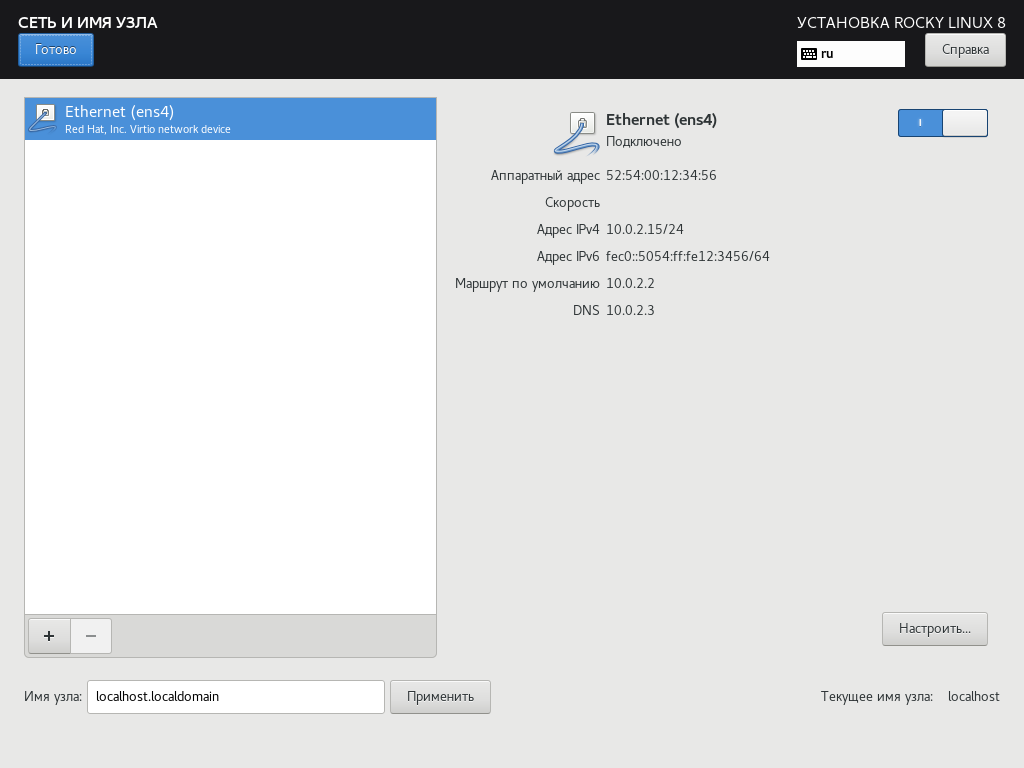 СЕТЬ И ИМЯ УЗЛА
УСТАНОВКА ROCKY LINUX 8
Готово
ru
Справка
Ethernet (ens4)
Red Hat, Inc. Virtio network device
Ethernet (ens4)
Подключено
Аппаратный адрес 52:54:00:12:34:56
Скорость
Адрес IPv4 10.0.2.15/24
Адрес IPv6 fec0::5054:ff:fe12:3456/64
Маршрут по умолчанию 10.0.2.2
DNS 10.0.2.3
Настроить...
Имя узла: localhost.localdomain Применить
Текущее имя узла: localhost